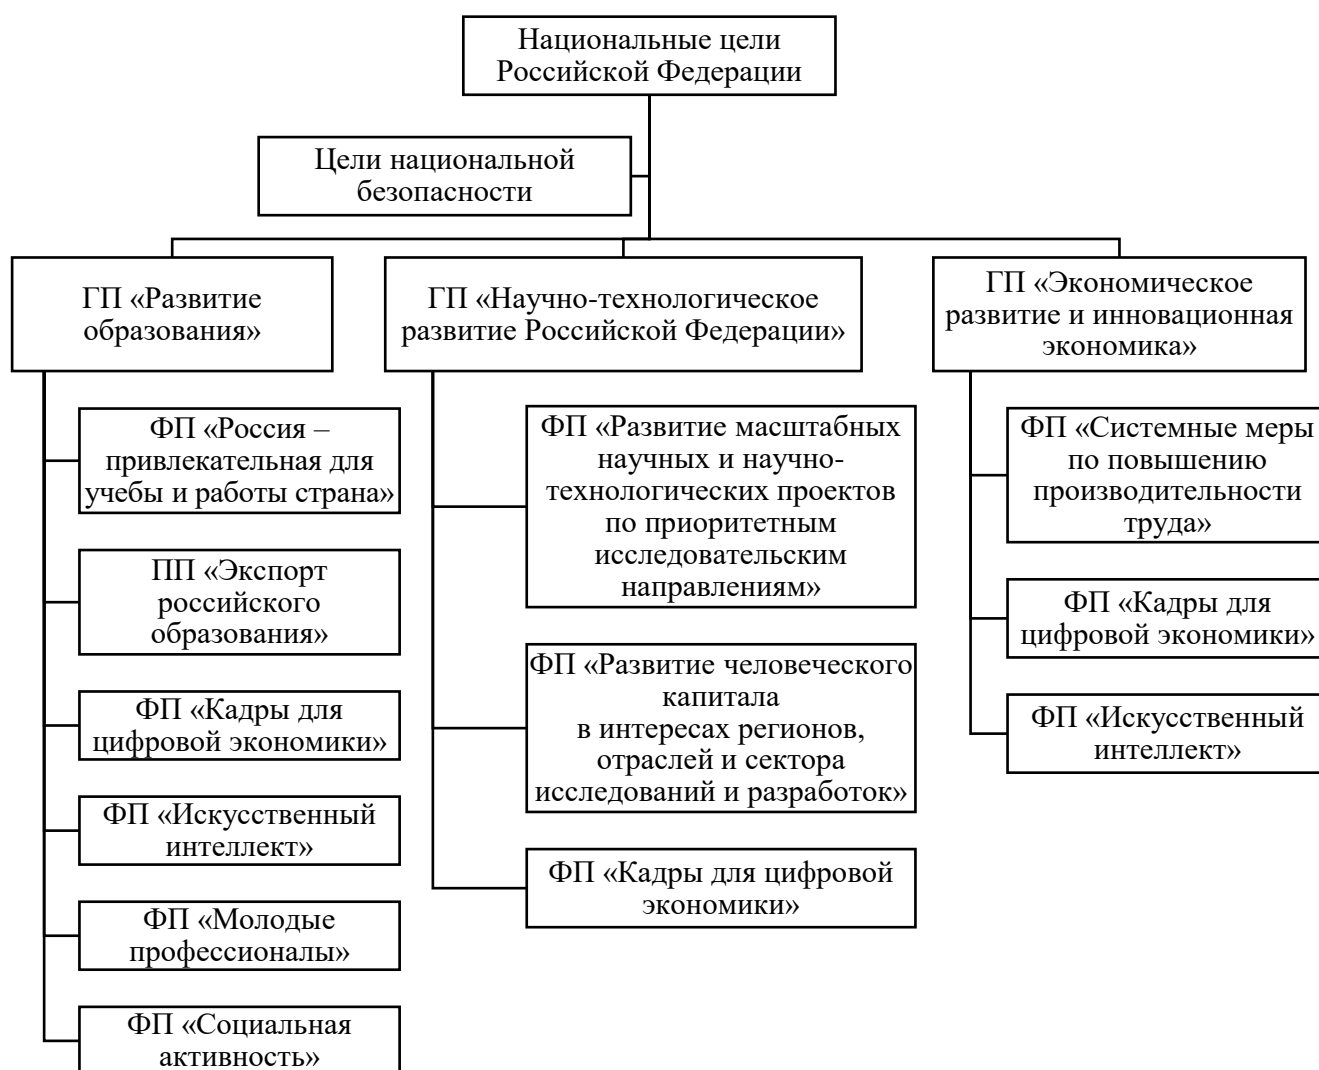 Национальные цели
Российской Федерации
Цели национальной
безопасности
ГП «Развитие
образования»
ФП «Россия –
привлекательная для
учебы и работы страна»
ПП «Экспорт
российского
образования»
ФП «Кадры для
цифровой экономики»
ФП «Искусственный
интеллект»
ФП «Молодые
профессионалы»
ФП «Социальная
активность»
ГП «Научно-технологическое
развитие Российской Федерации»
ФП «Развитие масштабных
научных и научно-
технологических проектов
по приоритетным
исследовательским
направлениям»
ФП «Развитие человеческого
капитала
в интересах регионов,
отраслей и сектора
исследований и разработок»
ФП «Кадры для цифровой
экономики»
ГП «Экономическое
развитие и инновационная
экономика»
ФП «Системные меры
по повышению
производительности
труда»
ФП «Кадры для
цифровой экономики»
ФП «Искусственный
интеллект»